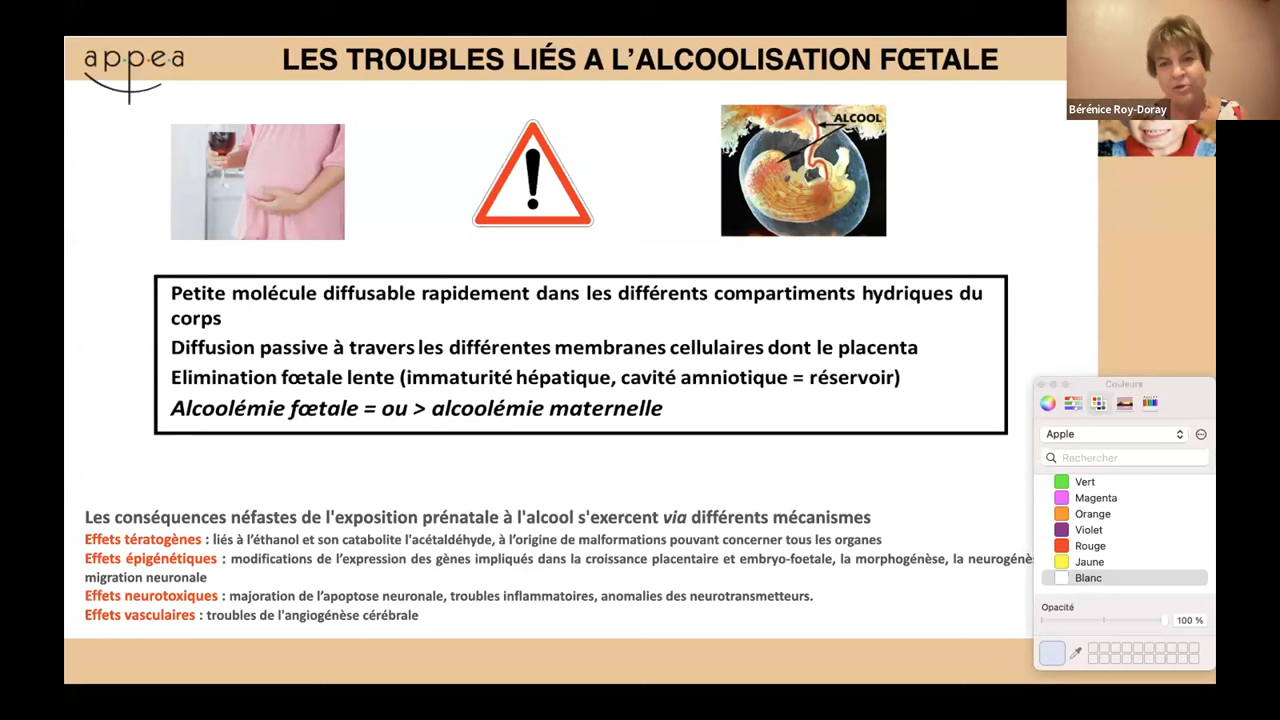 appea
LES TROUBLES LIÉS A L'ALCOOLISATION FŒTALE
Bérénice Roy-Doray
ALCOOL
Petite molécule diffusable rapidement dans les différents compartiments hydriques du
corps
Diffusion passive à travers les différentes membranes cellulaires dont le placenta
Elimination fœtale lente (immaturité hépatique, cavité amniotique = réservoir)
Alcoolémie fœtale = ou > alcoolémie maternelle
Les conséquences néfastes de l'exposition prénatale à l'alcool s'exercent via différents mécanismes
Effets tératogènes : liés à l'éthanol et son catabolite l'acétaldéhyde, à l'origine de malformations pouvant concerner tous les organes
Effets épigénétiques : modifications de l'expression des gènes impliqués dans la croissance placentaire et embryo-foetale, la morphogénèse, la
migration neuronale
Effets neurotoxiques : majoration de l'apoptose neuronale, troubles inflammatoires, anomalies des neurotransmetteurs.
Effets vasculaires : troubles de l'angiogénèse cérébrale
Couleurs
Apple
Rechercher
Vert
Magenta
Orange
Violet
Rouge
Jaune
Blanc
Opacité
100 %